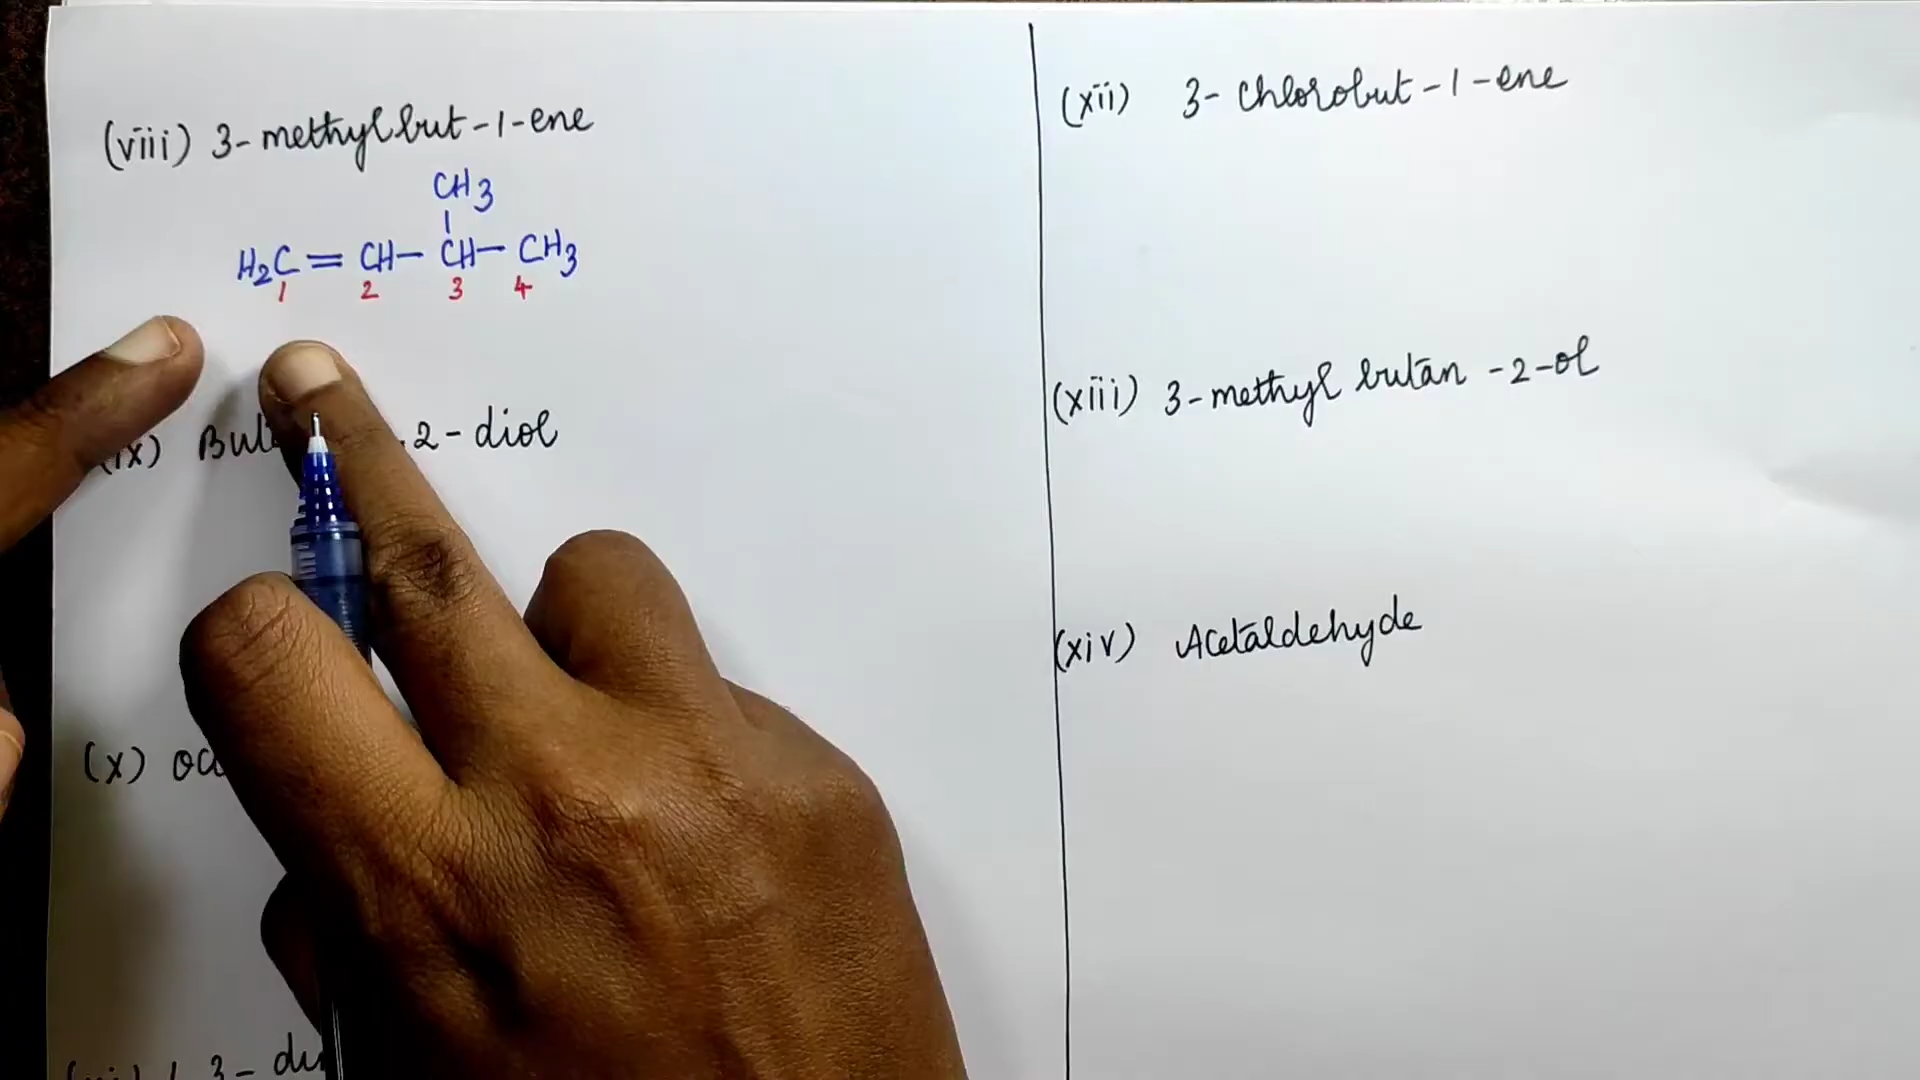 (viii) 3-methylbut-1-ene
CH3
H2C=CH-CH-CH3
1 2 3 4
(ix) 2-diol
(x)
3-
(xii) 3-chlorobut-1-ene
(xiii) 3-methyl butan-2-ol
(xiv) Acetaldehyde